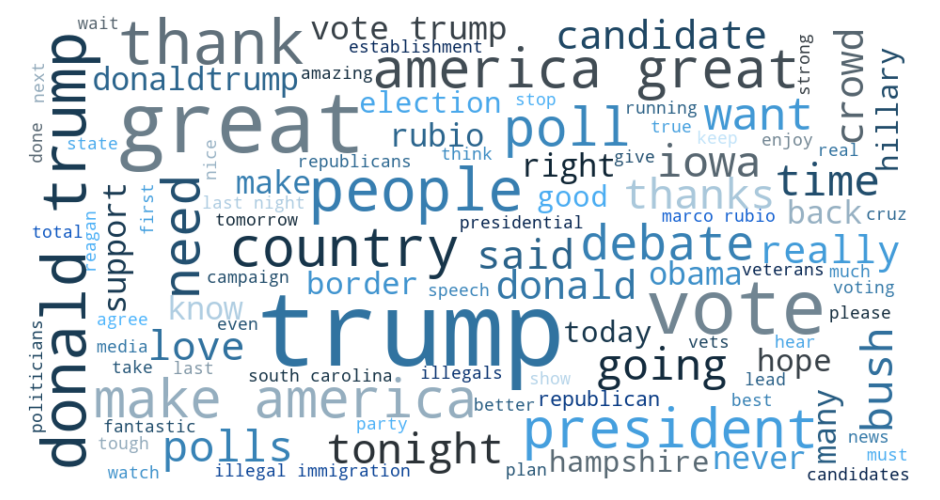 wait
thank
vote trump
establishment
candidate
donaldtrump
amazing
america great
strong
crowd
hillary
next
done
donald trump
state
great
nice
election
stop
rubio
poll
running
true
want
keep
enjoy
real
republicans
think
right
give
iowa
time
make
people
good
thanks
last night
tomorrow
presidential
marco rubio
back
cruz
total
reagan
first
support
need
country
said
debate
really
campaign
border
speech
donald
obama
veterans
much
voting
know
even
trump
today
vote
please
agree
politicians
media
love
vets
hear
take
last
south carolina
illegals
show
going
hope
lead
bush
make america
better
republican
best
many
fantastic
party
president
news
tough
polls
tonight
must
watch
illegal immigration
plan
hampshire
never
candidates